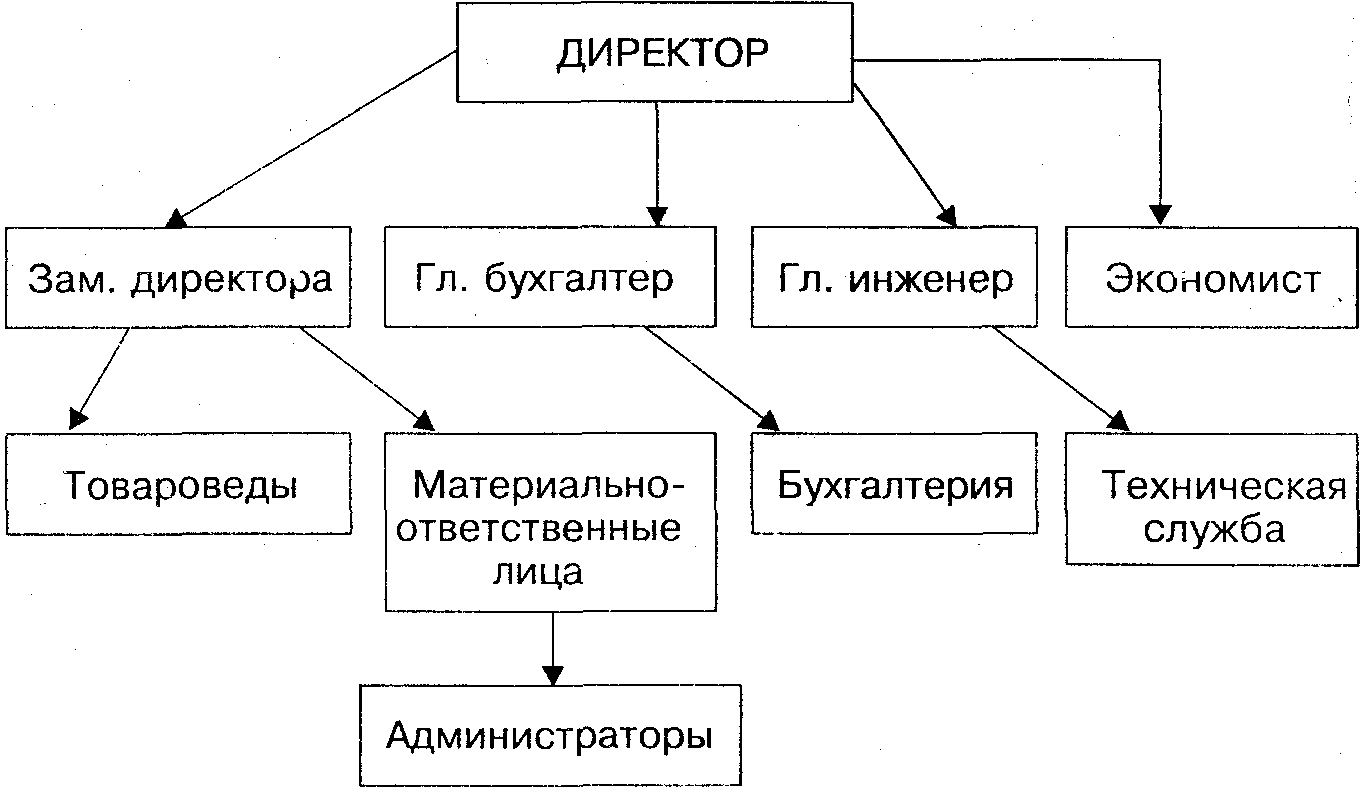 ДИРЕКТОР
Зам. директора
Гл. бухгалтер
Гл. инженер
Экономист
Товароведы
Материально-
ответственные
лица
Бухгалтерия
Техническая
служба
Администраторы